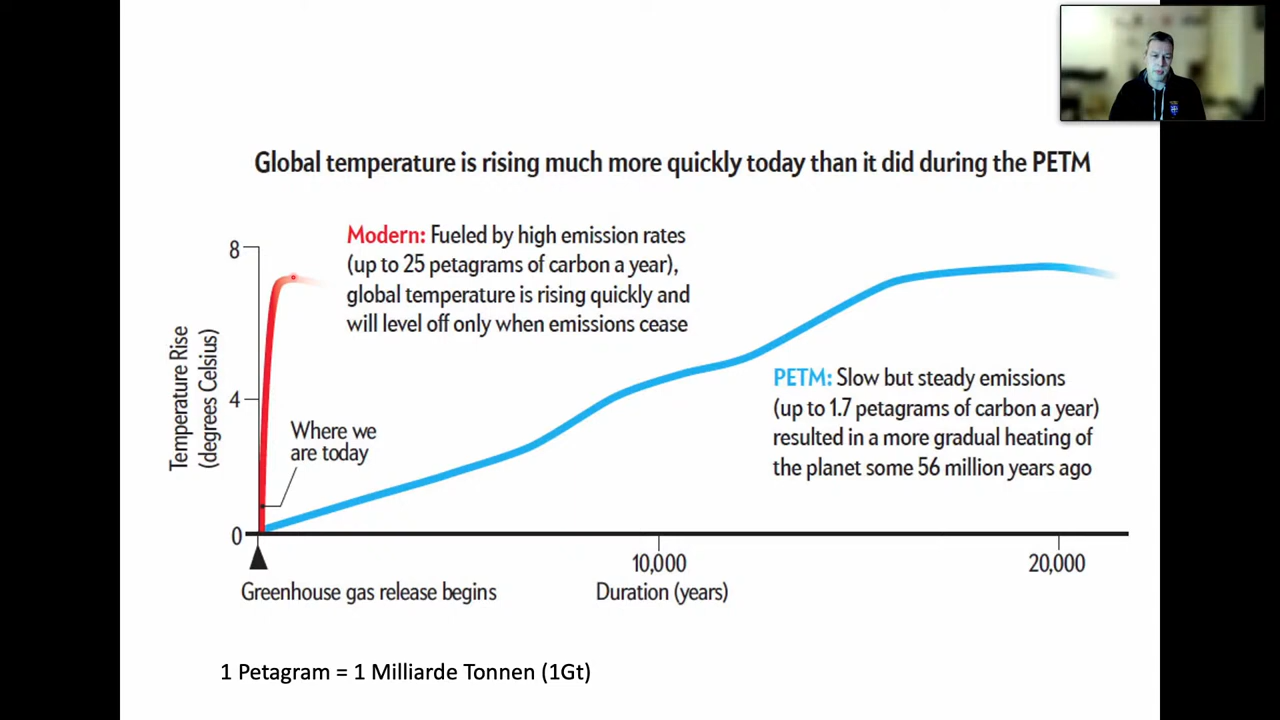 Global temperature is rising much more quickly today than it did during the PETM
Modern: Fueled by high emission rates
(up to 25 petagrams of carbon a year),
global temperature is rising quickly and
will level off only when emissions cease
8
4
0
Temperature Rise
(degrees Celsius)
Where we
are today
PETM: Slow but steady emissions
(up to 1.7 petagrams of carbon a year)
resulted in a more gradual heating of
the planet some 56 million years ago
10,000
20,000
Greenhouse gas release begins
Duration (years)
1 Petagram = 1 Milliarde Tonnen (1Gt)